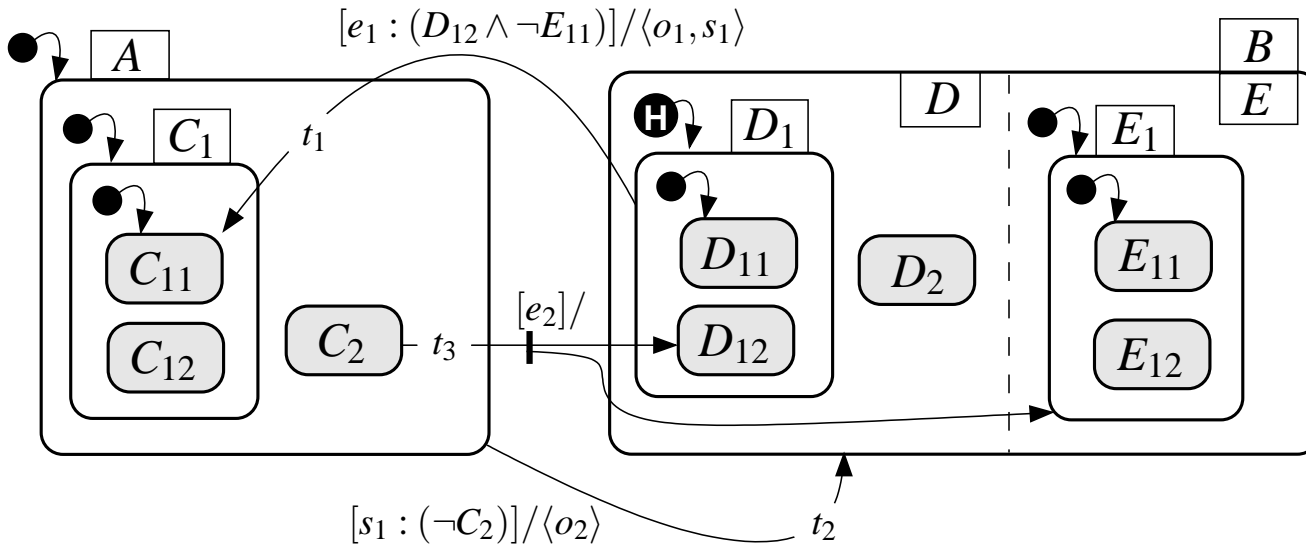 [e₁ : (D₁₂ ∧ ¬E₁₁)]/⟨o₁, s₁⟩
A
B
C₁
t₁
H
D₁
D
E₁
E
C₁₁
D₁₁
D₂
E₁₁
C₁₂
C₂
t₃
[e₂]/
D₁₂
E₁₂
[s₁ : (¬C₂)]/⟨o₂⟩
t₂